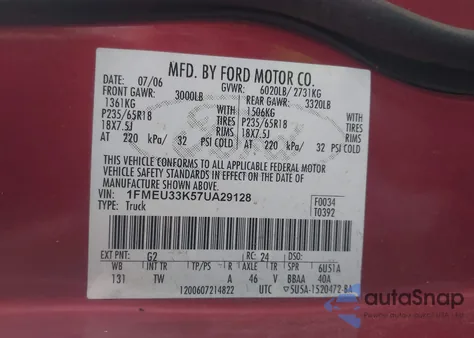 MFD. BY FORD MOTOR CO.
DATE: 07/06 GVWR: 6020LB/ 2731KG
FRONT GAWR: 3000LB REAR GAWR: 3320LB
1361KG 1506KG
P235/65R18 TIRES P235/65R18 TIRES
18X7.5J RIMS 18X7.5J RIMS
AT 220 kPa/ 32 PSI COLD AT 220 kPa/ 32 PSI COLD
THIS VEHICLE CONFORMS TO ALL APPLICABLE FEDERAL MOTOR
VEHICLE SAFETY STANDARDS IN EFFECT ON THE DATE OF
MANUFACTURE SHOWN ABOVE.
VIN: 1FMEU33K57UA29128 F0034
TYPE: Truck T0392
EXT PNT: G2 RC: 24 DSO:
WB INT TR TP/PS R AXLE TR SPR 6U51A
131 TW A 46 V BBAA 40A
1200607214822 UTC ▽5U5A-1520472-BA
autoSnap